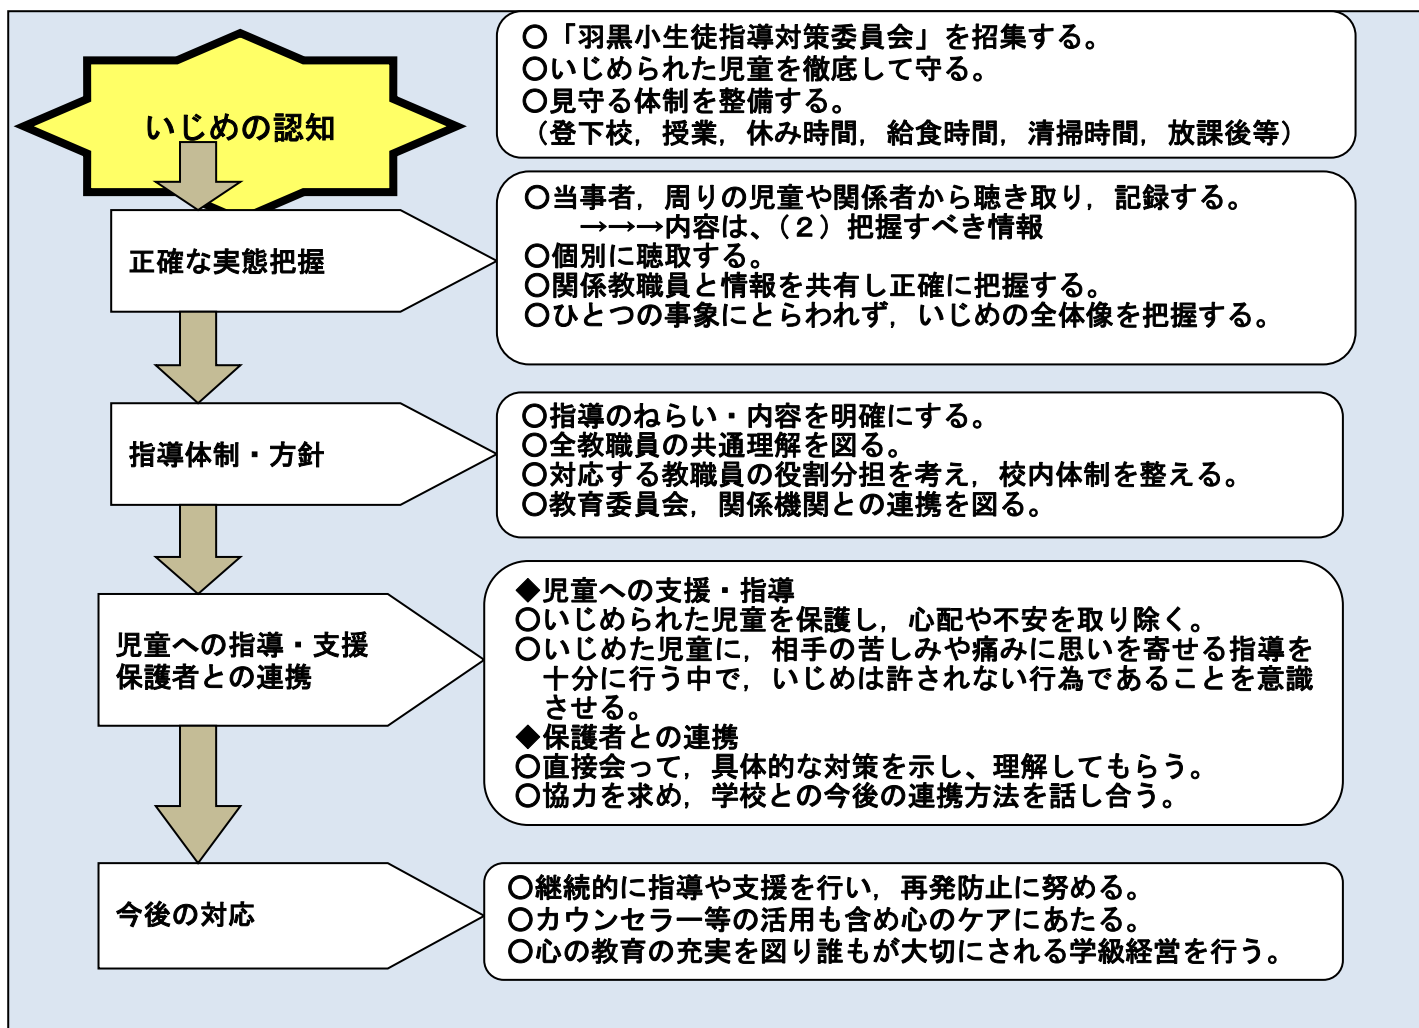 いじめの認知
○「羽黒小生徒指導対策委員会」を招集する。
○いじめられた児童を徹底して守る。
○見守る体制を整備する。
（登下校，授業，休み時間，給食時間，清掃時間，放課後等）
正確な実態把握
○当事者，周りの児童や関係者から聴き取り，記録する。
→→→内容は、（２）把握すべき情報
○個別に聴取する。
○関係教職員と情報を共有し正確に把握する。
○ひとつの事象にとらわれず，いじめの全体像を把握する。
指導体制・方針
○指導のねらい・内容を明確にする。
○全教職員の共通理解を図る。
○対応する教職員の役割分担を考え，校内体制を整える。
○教育委員会，関係機関との連携を図る。
児童への指導・支援
保護者との連携
◆児童への支援・指導
○いじめられた児童を保護し，心配や不安を取り除く。
○いじめた児童に，相手の苦しみや痛みに思いを寄せる指導を
十分に行う中で，いじめは許されない行為であることを意識
させる。
◆保護者との連携
○直接会って，具体的な対策を示し、理解してもらう。
○協力を求め，学校との今後の連携方法を話し合う。
今後の対応
○継続的に指導や支援を行い，再発防止に努める。
○カウンセラー等の活用も含め心のケアにあたる。
○心の教育の充実を図り誰もが大切にされる学級経営を行う。